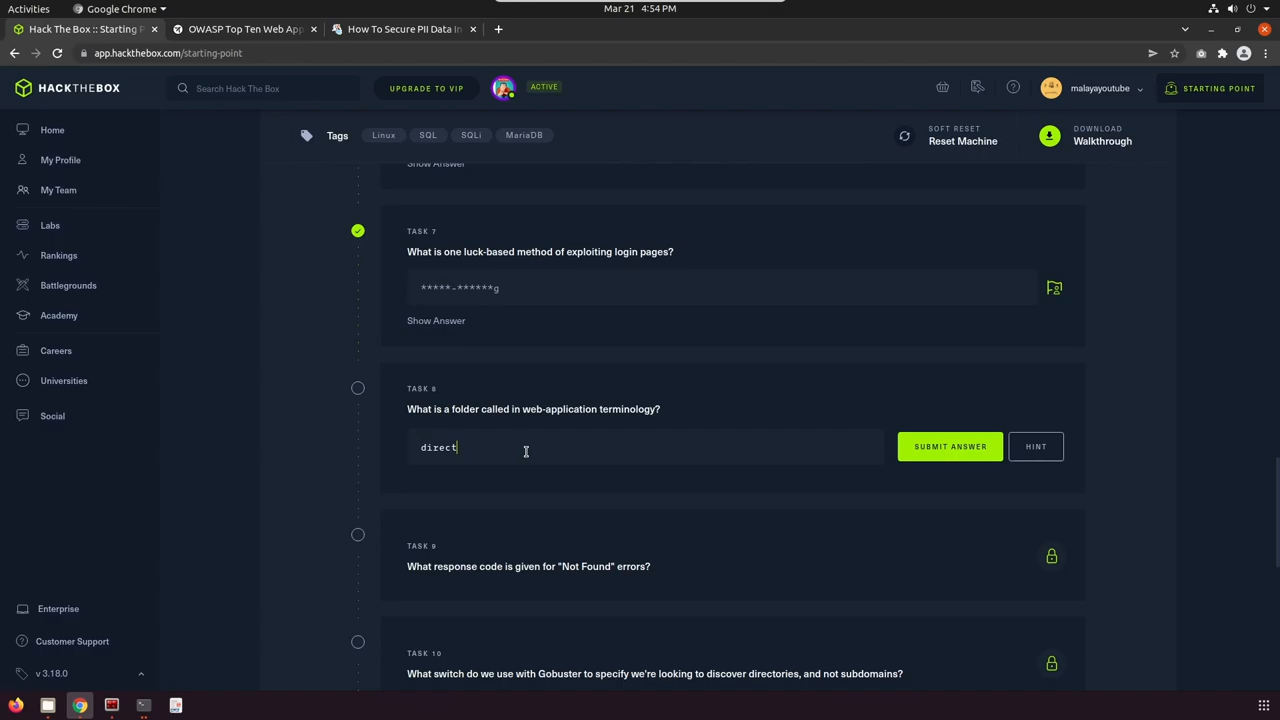 Activities
Google Chrome
Mar 21 4:54 PM
Hack The Box :: Starting P
OWASP Top Ten Web App
How To Secure PII Data In
app.hackthebox.com/starting-point
HACKTHEBOX
Search Hack The Box
UPGRADE TO VIP
ACTIVE
malayayoutube
STARTING POINT
Home
My Profile
My Team
Labs
Rankings
Battlegrounds
Academy
Careers
Universities
Social
Enterprise
Customer Support
v 3.18.0
Tags
Linux
SQL
SQLi
MariaDB
SOFT RESET
Reset Machine
DOWNLOAD
Walkthrough
Show Answer
TASK 7
What is one luck-based method of exploiting login pages?
*****-******g
Show Answer
TASK 8
What is a folder called in web-application terminology?
direct
SUBMIT ANSWER
HINT
TASK 9
What response code is given for "Not Found" errors?
TASK 10
What switch do we use with Gobuster to specify we're looking to discover directories, and not subdomains?